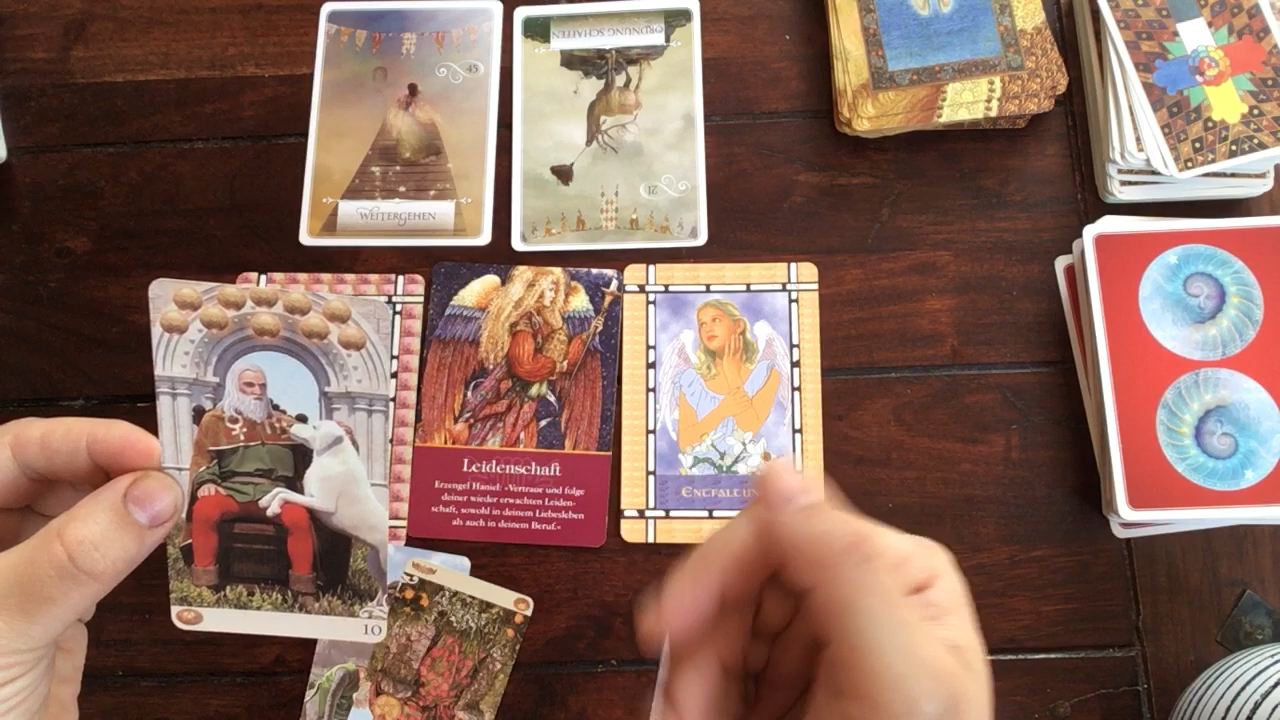 45
WEITERGEHEN
ORDNUNG SCHAFFEN
21
Leidenschaft
Erzengel Haniel: »Vertraue und folge
deiner wieder erwachten Leiden-
schaft, sowohl in deinem Liebesleben
als auch in deinem Beruf.«
ENTFALTUN
10